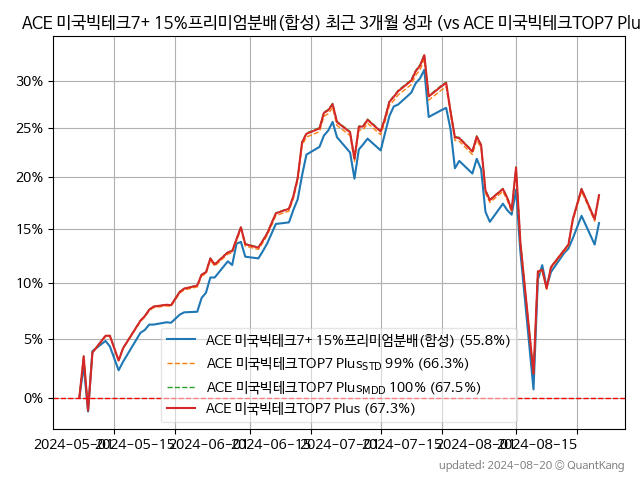 ACE 미국빅테크7+ 15%프리미엄분배(합성) 최근 3개월 성과 (vs ACE 미국빅테크TOP7 Plu
30%
25%
20%
15%
10%
5%
0%
ACE 미국빅테크7+ 15%프리미엄분배(합성) (55.8%)
ACE 미국빅테크TOP7 PlusSTD 99% (66.3%)
ACE 미국빅테크TOP7 PlusMDD 100% (67.5%)
ACE 미국빅테크TOP7 Plus (67.3%)
2024-05-01 2024-05-15 2024-06-01 2024-06-15 2024-07-01 2024-07-15 2024-08-01 2024-08-15
updated: 2024-08-20 © QuantKang